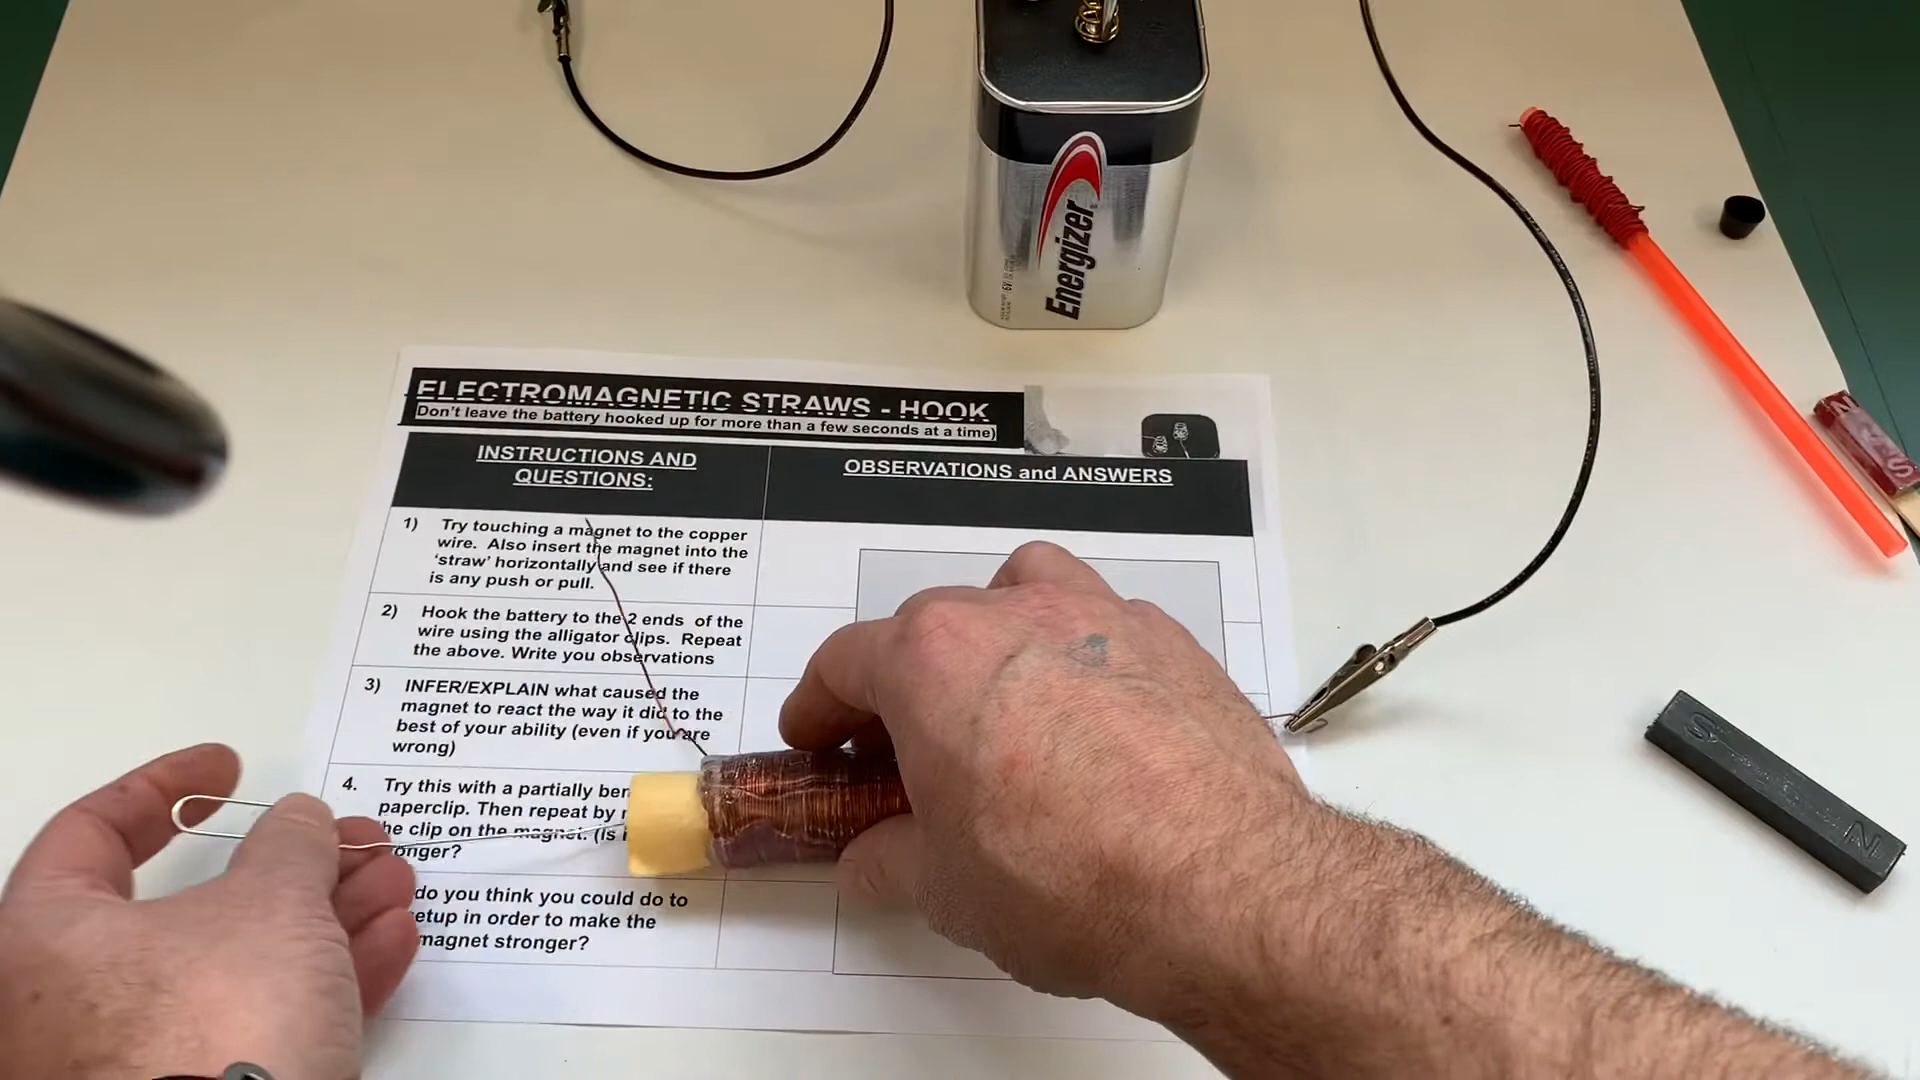 Energizer
6V
ELECTROMAGNETIC STRAWS - HOOK
Don't leave the battery hooked up for more than a few seconds at a time)
INSTRUCTIONS AND
QUESTIONS:
OBSERVATIONS and ANSWERS
1) Try touching a magnet to the copper
wire. Also insert the magnet into the
'straw' horizontally and see if there
is any push or pull.
2) Hook the battery to the 2 ends of the
wire using the alligator clips. Repeat
the above. Write you observations
3) INFER/EXPLAIN what caused the
magnet to react the way it did to the
best of your ability (even if you are
wrong)
4. Try this with a partially ben
paperclip. Then repeat by
he clip on the magnet. (is
onger?
do you think you could do to
etup in order to make the
magnet stronger?
N
S
S
N